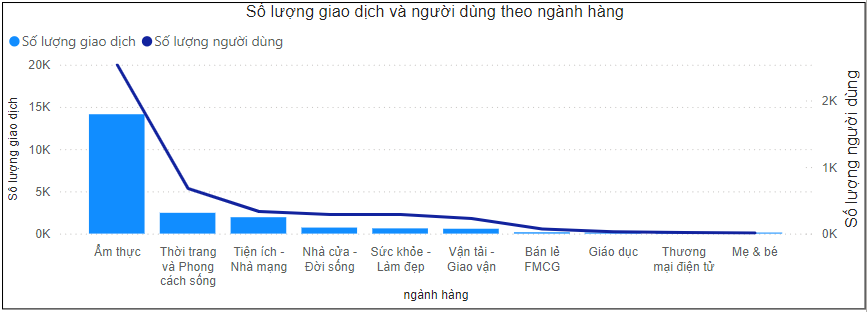 Số lượng giao dịch và người dùng theo ngành hàng
Số lượng giao dịch
Số lượng người dùng
20K
15K
10K
5K
0K
Số lượng giao dịch
2K
1K
0K
Số lượng người dùng
Ẩm thực
Thời trang
và Phong
cách sống
Tiện ích -
Nhà mạng
Nhà cửa -
Đời sống
Sức khỏe -
Làm đẹp
Vận tải -
Giao vận
Bán lẻ
FMCG
Giáo dục
Thương
mại điện tử
Mẹ & bé
ngành hàng